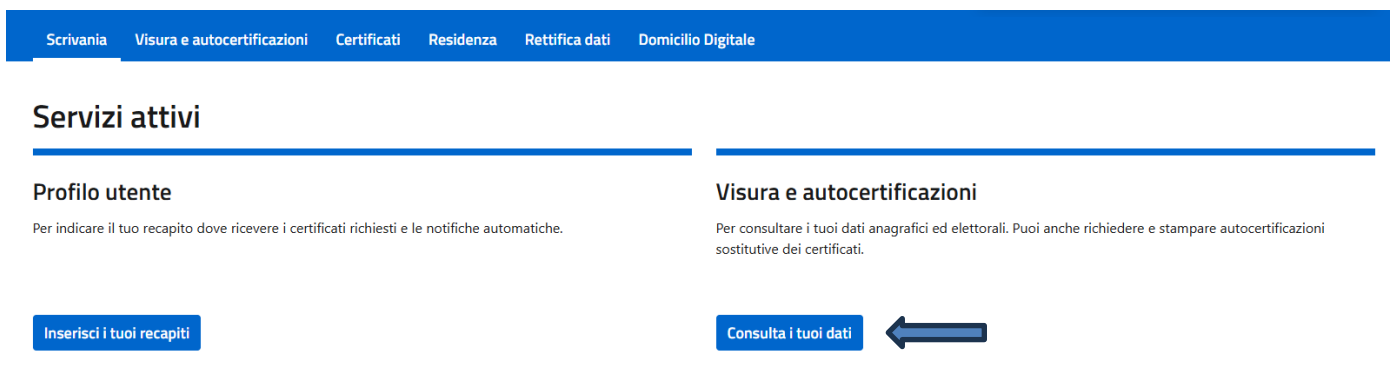 Scrivania Visura e autocertificazioni Certificati Residenza Rettifica dati Domicilio Digitale
Servizi attivi
Profilo utente
Per indicare il tuo recapito dove ricevere i certificati richiesti e le notifiche automatiche.
Inserisci i tuoi recapiti
Visura e autocertificazioni
Per consultare i tuoi dati anagrafici ed elettorali. Puoi anche richiedere e stampare autocertificazioni
sostitutive dei certificati.
Consulta i tuoi dati